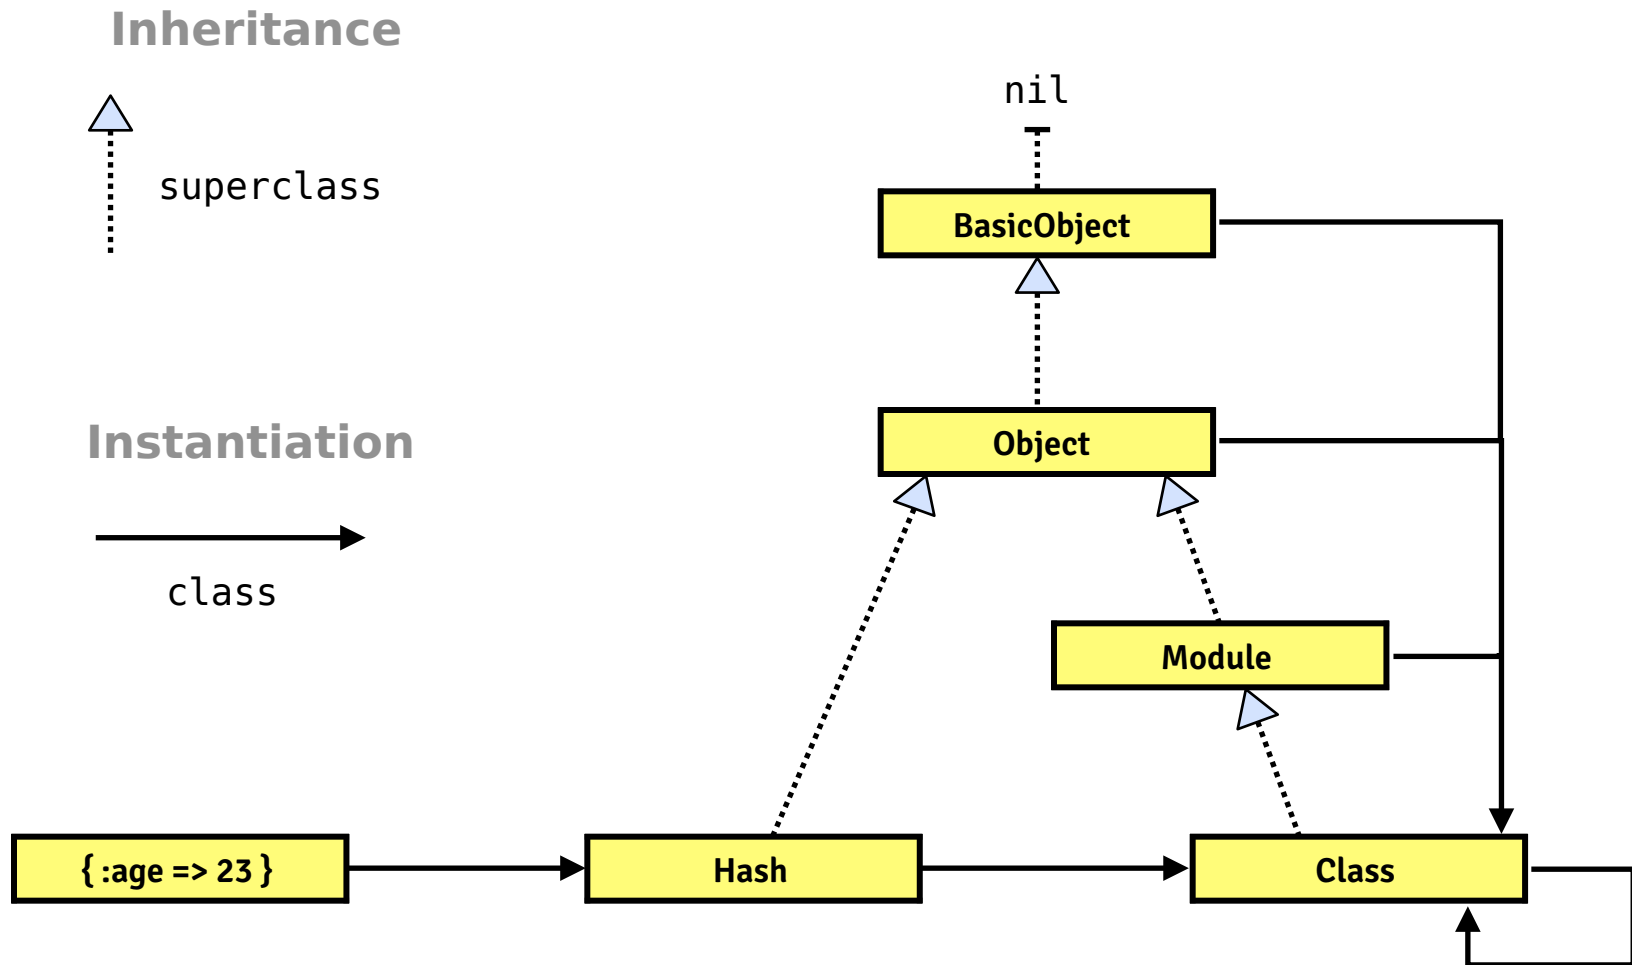 Inheritance
nil
superclass
BasicObject
Instantiation
Object
class
Module
{ :age => 23 }
Hash
Class